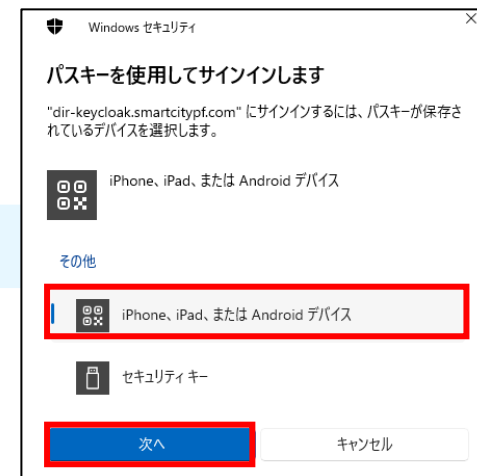 Windows セキュリティ
パスキーを使用してサインインします
"dir-keycloak.smartcitypf.com" にサインインするには、パスキーが保存さ
れているデバイスを選択します。
iPhone、iPad、または Android デバイス
その他
iPhone、iPad、または Android デバイス
セキュリティ キー
次へ
キャンセル